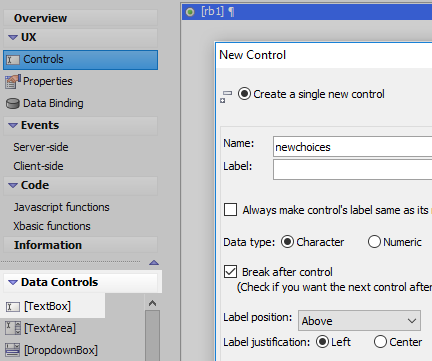 Overview
UX
Controls
Properties
Data Binding
Events
Server-side
Client-side
Code
Javascript functions
Xbasic functions
Information
Data Controls
[TextBox]
[TextArea]
[DropdownBox]
[rb1] ¶
New Control
Create a single new control
Name: newchoices
Label:
Always make control's label same as its
Data type: Character Numeric
Break after control
(Check if you want the next control after
Label position: Above
Label justification: Left Center